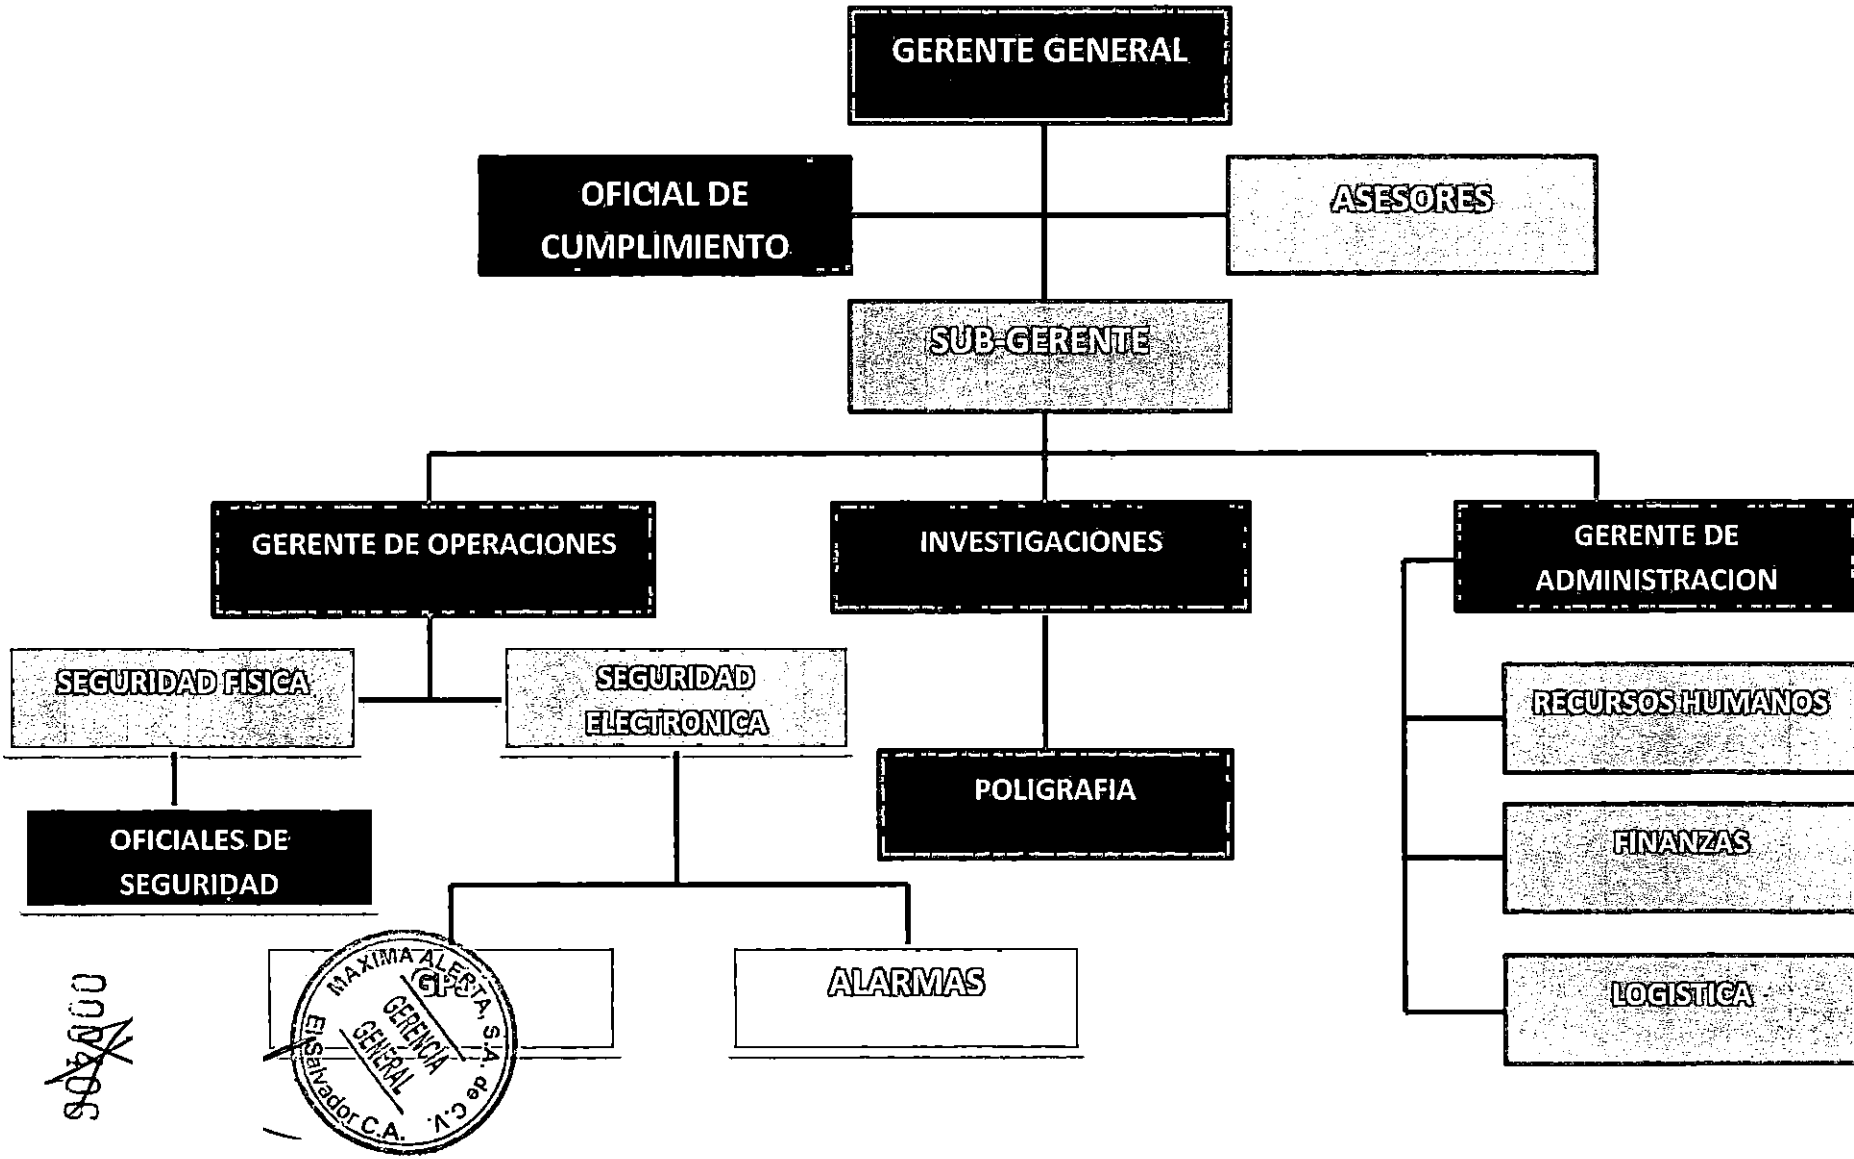 GERENTE GENERAL
OFICIAL DE
CUMPLIMIENTO
ASESORES
SUB-GERENTE
GERENTE DE OPERACIONES
INVESTIGACIONES
GERENTE DE
ADMINISTRACION
SEGURIDAD FISICA
SEGURIDAD
ELECTRONICA
RECURSOS HUMANOS
POLIGRAFIA
OFICIALES DE
SEGURIDAD
FINANZAS
GPS
ALARMAS
LOGISTICA
MAXIMA ALERTA, S.A. de C.V.
GERENCIA
GENERAL
El Salvador C.A.